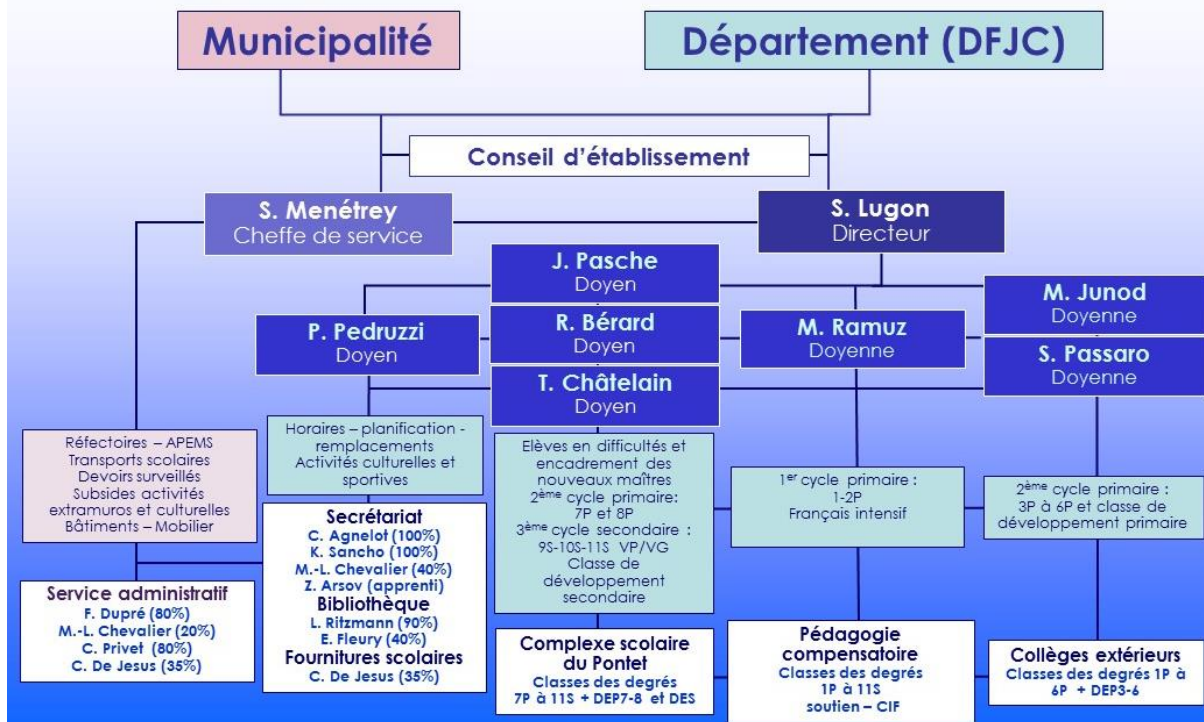 Municipalité
Département (DFJC)
Conseil d'établissement
S. Menétrey
Cheffe de service
S. Lugon
Directeur
J. Pasche
Doyen
P. Pedruzzi
Doyen
R. Bérard
Doyen
T. Châtelain
Doyen
M. Ramuz
Doyenne
M. Junod
Doyenne
S. Passaro
Doyenne
Réfectoires – APEMS
Transports scolaires
Devoirs surveillés
Subsides activités
extramuros et culturelles
Bâtiments – Mobilier
Horaires – planification -
remplacements
Activités culturelles et
sportives
Elèves en difficultés et
encadrement des
nouveaux maîtres
2ème cycle primaire:
7P et 8P
3ème cycle secondaire :
9S-10S-11S VP/VG
Classe de
développement
secondaire
1er cycle primaire :
1-2P
Français intensif
2ème cycle primaire :
3P à 6P et classe de
développement primaire
Service administratif
F. Dupré (80%)
M.-L. Chevalier (20%)
C. Privet (80%)
C. De Jesus (35%)
Secrétariat
C. Agnelot (100%)
K. Sancho (100%)
M.-L. Chevalier (40%)
Z. Arsov (apprenti)
Bibliothèque
L. Ritzmann (90%)
E. Fleury (40%)
Fournitures scolaires
C. De Jesus (35%)
Complexe scolaire
du Pontet
Classes des degrés
7P à 11S + DEP7-8 et DES
Pédagogie
compensatoire
Classes des degrés
1P à 11S
soutien – CIF
Collèges extérieurs
Classes des degrés 1P à
6P + DEP3-6